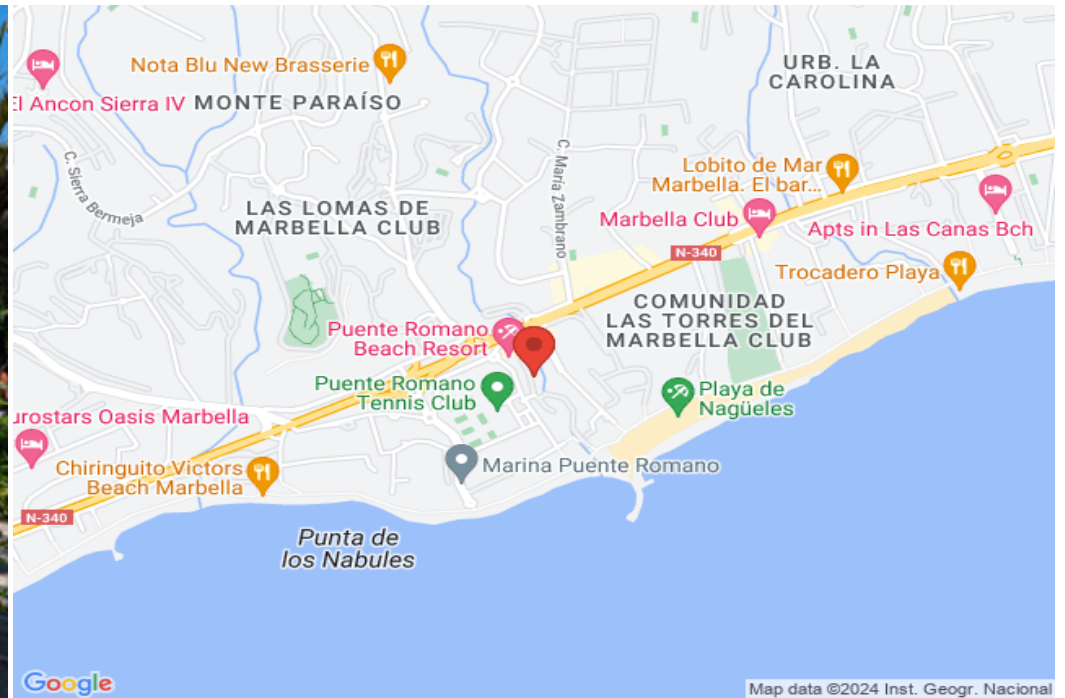 Nota Blu New Brasserie
El Ancon Sierra IV
MONTE PARAÍSO
URB. LA
CAROLINA
C. Sierra Bermeja
C. María Zambrano
Lobito de Mar
Marbella. El bar...
Marbella Club
Apts in Las Canas Bch
LAS LOMAS DE
MARBELLA CLUB
N-340
Trocadero Playa
COMUNIDAD
LAS TORRES DEL
MARBELLA CLUB
Puente Romano
Beach Resort
Puente Romano
Tennis Club
Playa de
Nagüeles
urostars Oasis Marbella
Chiringuito Victors
Beach Marbella
Marina Puente Romano
N-340
Punta de
los Nabules
Google
Map data ©2024 Inst. Geogr. Nacional